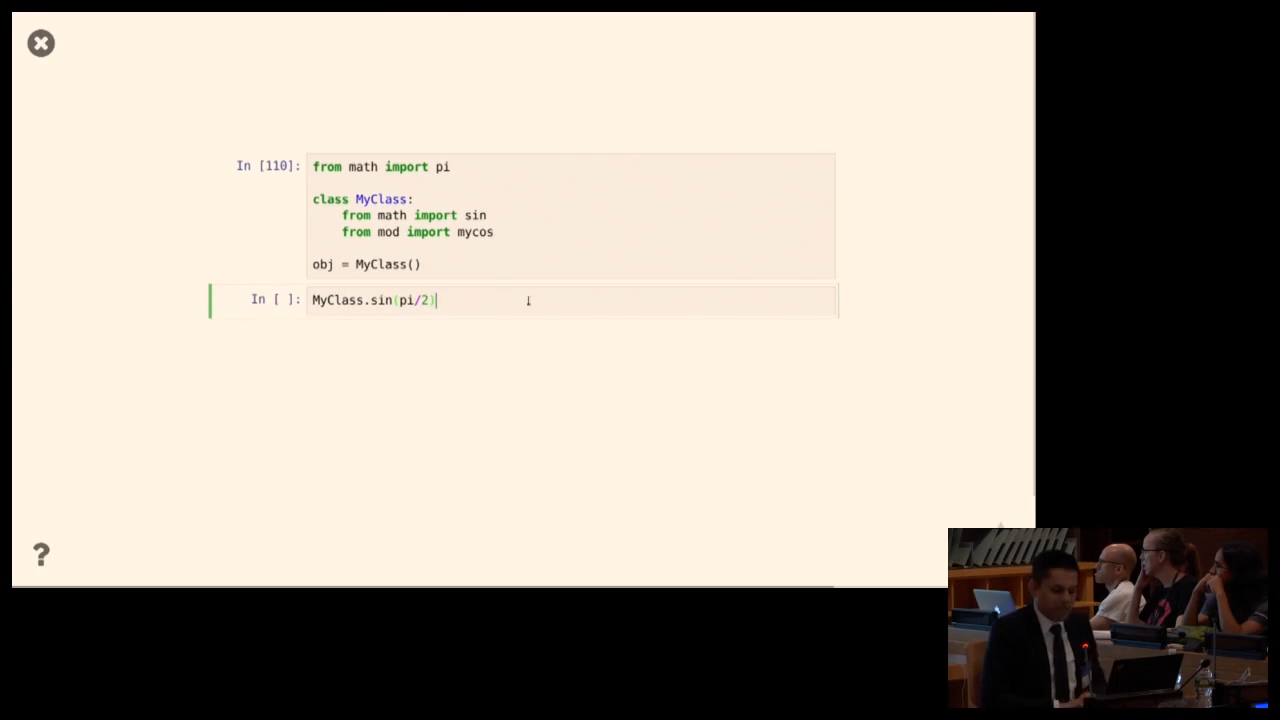 In [110]: from math import pi
class MyClass:
from math import sin
from mod import mycos
obj = MyClass()
In [ ]: MyClass.sin(pi/2)
?